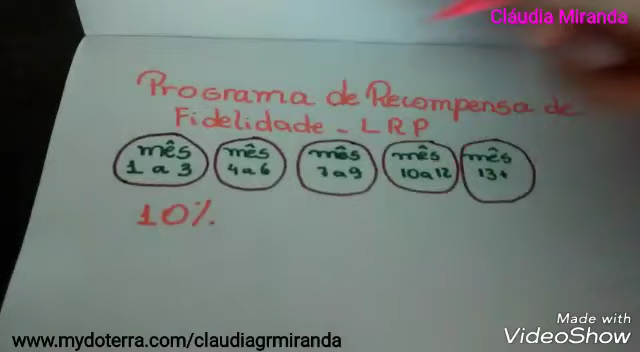 Cláudia Miranda
Programa de Recompensa de
Fidelidade - LRP
mês
1 a 3
mês
4 a 6
mês
7 a 9
mês
10 a 12
mês
13+
10%
www.mydoterra.com/claudiagrmiranda
Made with
VideoShow